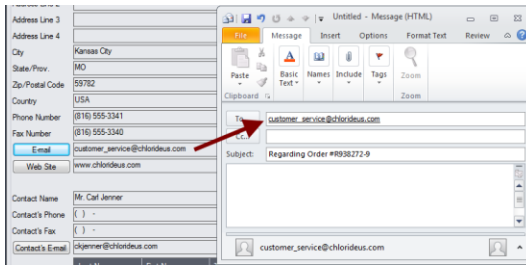 Address Line 3
Address Line 4
City Kansas City
State/Prov. MO
Zip/Postal Code 59782
Country USA
Phone Number (816) 555-3341
Fax Number (816) 555-3340
E-mail customer_service@chlorideus.com
Web Site www.chlorideus.com
Contact Name Mr. Carl Jenner
Contact's Phone ( ) -
Contact's Fax ( ) -
Contact's E-mail ckjenner@chlorideus.com
Untitled - Message (HTML)
File Message Insert Options Format Text Review
Paste Basic Text Names Include Tags Zoom
Clipboard Zoom
To... customer_service@chlorideus.com
Cc...
Subject: Regarding Order #R938272-9
customer_service@chlorideus.com